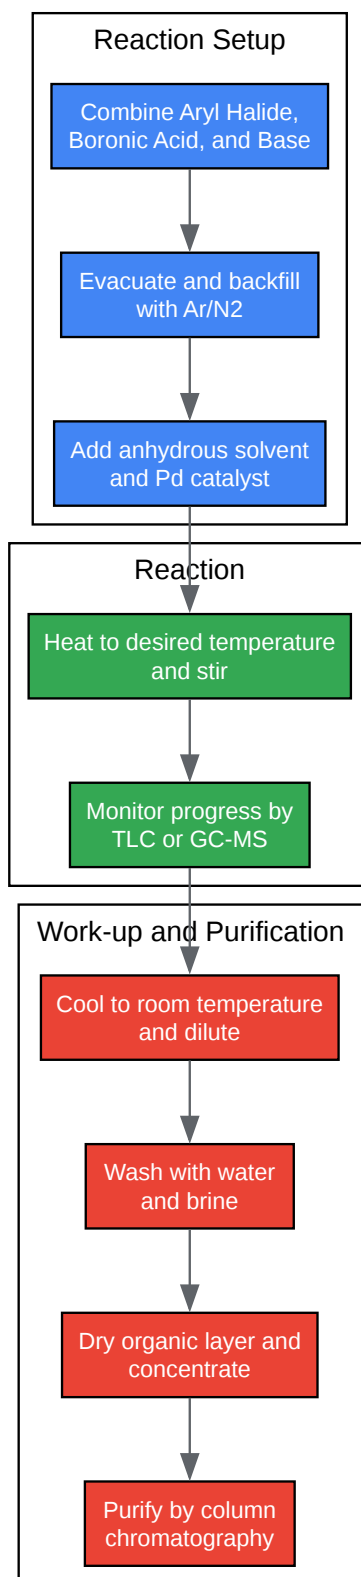 Reaction Setup
Combine Aryl Halide,
Boronic Acid, and Base
Evacuate and backfill
with Ar/N2
Add anhydrous solvent
and Pd catalyst
Reaction
Heat to desired temperature
and stir
Monitor progress by
TLC or GC-MS
Work-up and Purification
Cool to room temperature
and dilute
Wash with water
and brine
Dry organic layer and
concentrate
Purify by column
chromatography